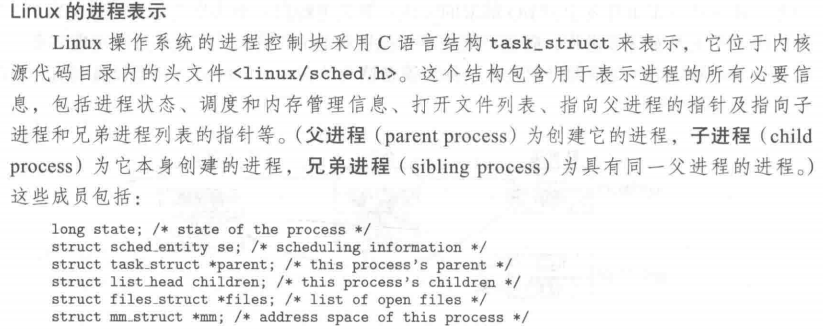 Linux 的进程表示
Linux 操作系统的进程控制块采用 C 语言结构 task_struct 来表示，它位于内核
源代码目录内的头文件 <linux/sched.h>。这个结构包含用于表示进程的所有必要信
息，包括进程状态、调度和内存管理信息、打开文件列表、指向父进程的指针及指向子
进程和兄弟进程列表的指针等。（父进程（parent process）为创建它的进程，子进程（child
process）为它本身创建的进程，兄弟进程（sibling process）为具有同一父进程的进程。）
这些成员包括：
long state; /* state of the process */
struct sched_entity se; /* scheduling information */
struct task_struct *parent; /* this process's parent */
struct list_head children; /* this process's children */
struct files_struct *files; /* list of open files */
struct mm_struct *mm; /* address space of this process */